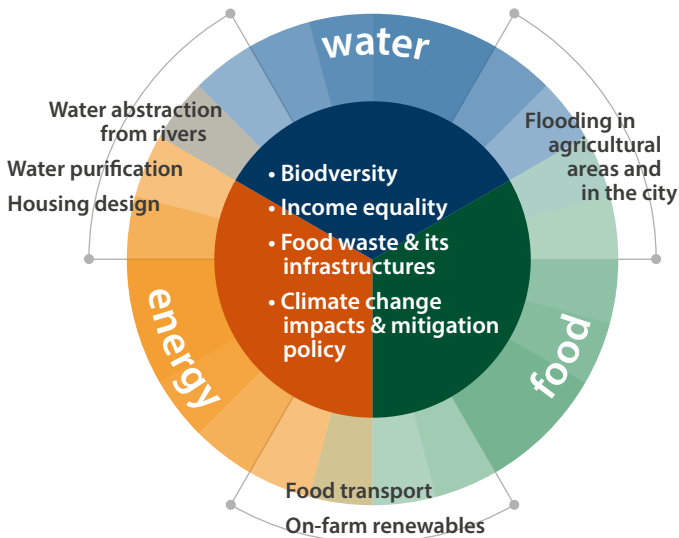 water
Water abstraction
from rivers
Water purification
Housing design
Flooding in
agricultural
areas and
in the city
• Biodversity
• Income equality
• Food waste & its
infrastructures
• Climate change
impacts & mitigation
policy
energy
food
Food transport
On-farm renewables